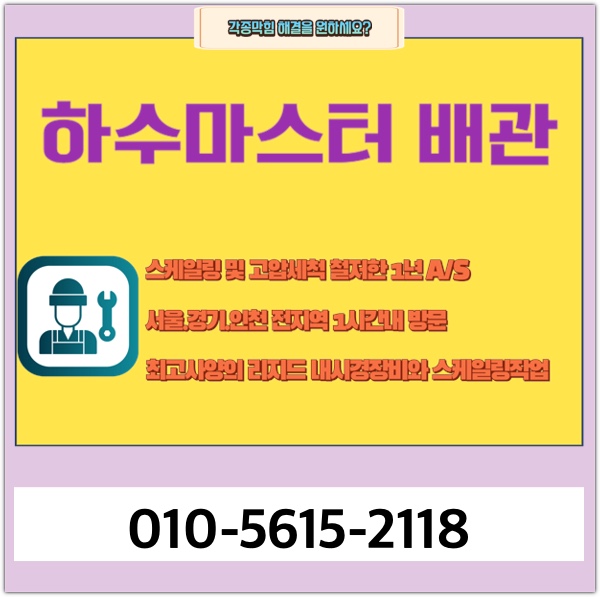 각종막힘 해결을 원하세요?
하수마스터 배관
스케일링 및 고압세척 철저한 1년 A/S
서울.경기.인천 전지역 1시간내 방문
최고사양의 리지드 내시경장비와 스케일링작업
010-5615-2118